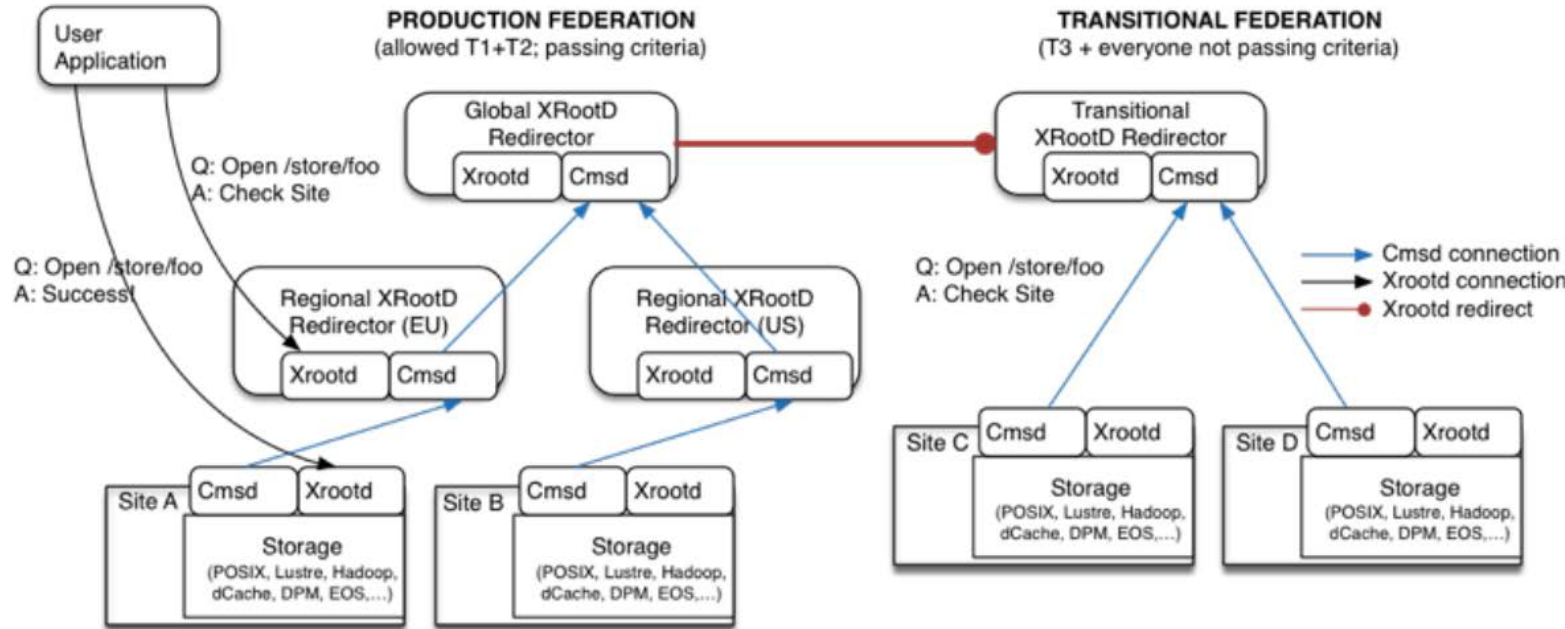 User
Application
PRODUCTION FEDERATION
(allowed T1+T2; passing criteria)
TRANSITIONAL FEDERATION
(T3 + everyone not passing criteria)
Global XRootD
Redirector
Xrootd
Cmsd
Transitional
XRootD Redirector
Xrootd
Cmsd
Q: Open /store/foo
A: Check Site
Q: Open /store/foo
A: Success!
Regional XRootD
Redirector (EU)
Xrootd
Cmsd
Regional XRootD
Redirector (US)
Xrootd
Cmsd
Q: Open /store/foo
A: Check Site
Cmsd connection
Xrootd connection
Xrootd redirect
Site A
Cmsd
Xrootd
Storage
(POSIX, Lustre, Hadoop,
dCache, DPM, EOS,...)
Site B
Cmsd
Xrootd
Storage
(POSIX, Lustre, Hadoop,
dCache, DPM, EOS,...)
Site C
Cmsd
Xrootd
Storage
(POSIX, Lustre, Hadoop,
dCache, DPM, EOS,...)
Site D
Cmsd
Xrootd
Storage
(POSIX, Lustre, Hadoop,
dCache, DPM, EOS,...)